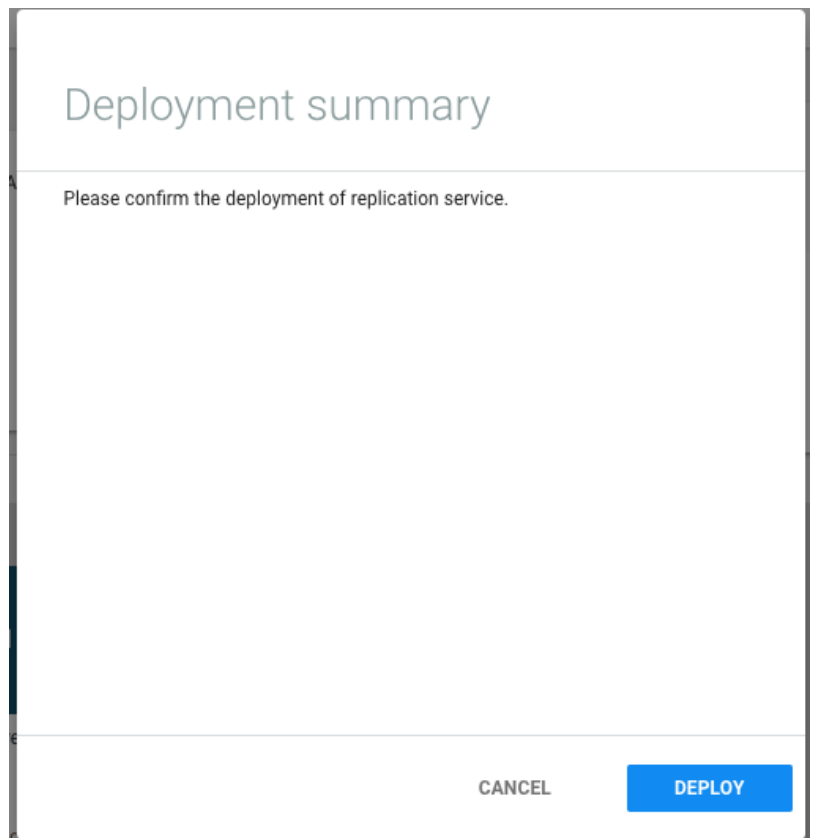 Deployment summary
Please confirm the deployment of replication service.
CANCEL
DEPLOY